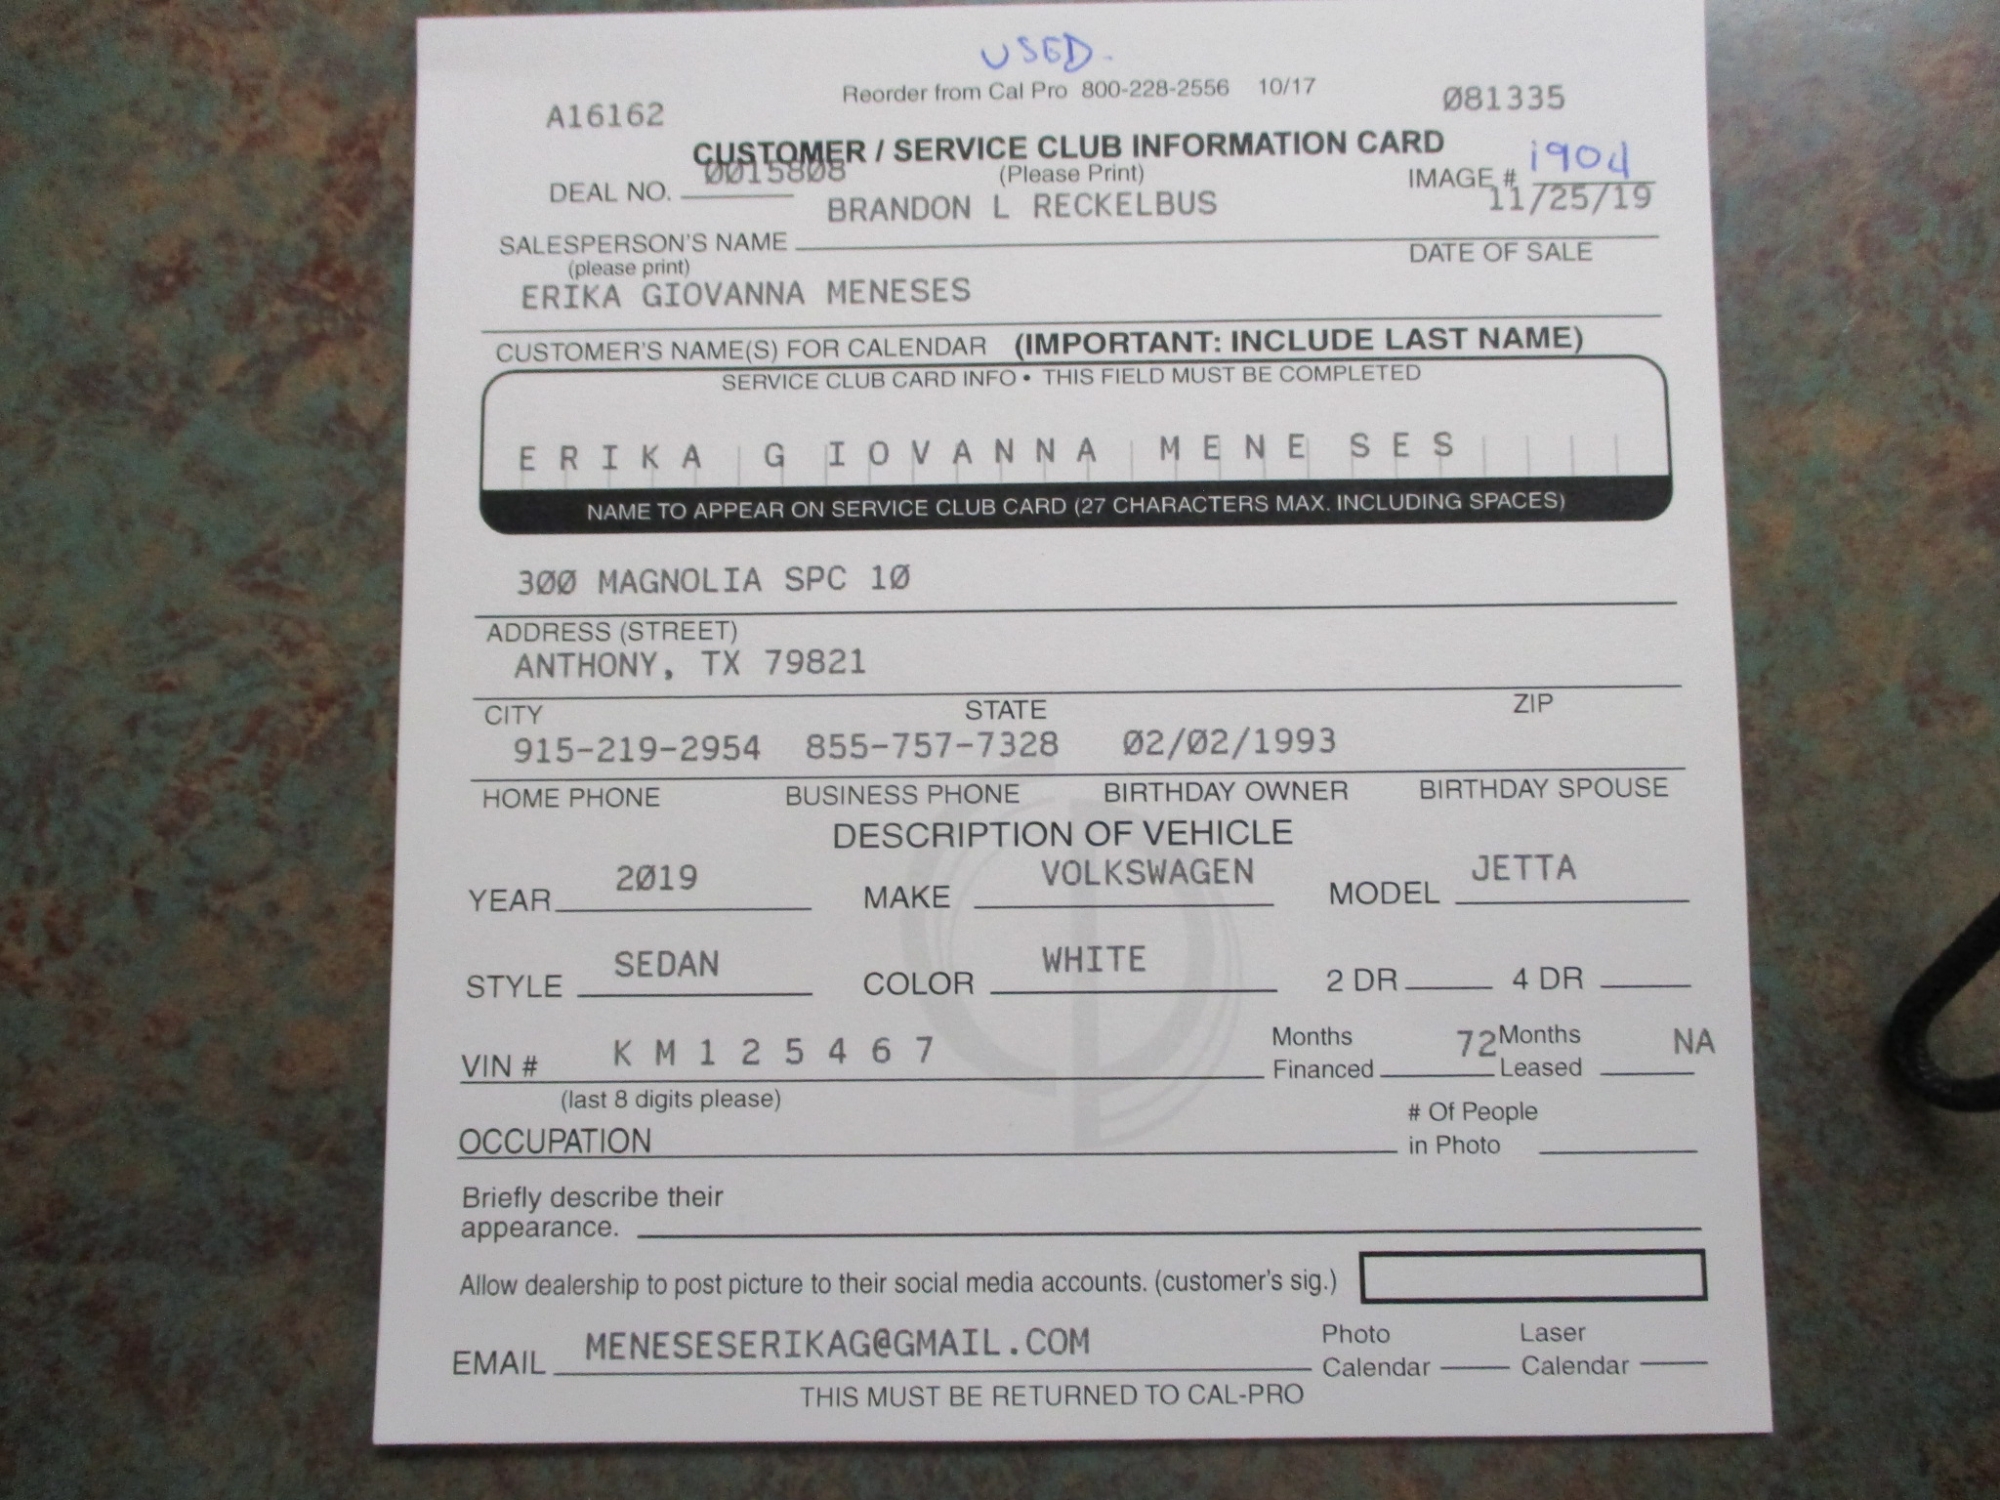 USED.
Reorder from Cal Pro 800-228-2556 10/17
A16162 081335
CUSTOMER / SERVICE CLUB INFORMATION CARD
DEAL NO. 0015808 (Please Print) IMAGE # 1904
BRANDON L RECKELBUS 11/25/19
SALESPERSON'S NAME DATE OF SALE
(please print)
ERIKA GIOVANNA MENESES
CUSTOMER'S NAME(S) FOR CALENDAR (IMPORTANT: INCLUDE LAST NAME)
SERVICE CLUB CARD INFO • THIS FIELD MUST BE COMPLETED
ERIKA GIOVANNA MENESES
NAME TO APPEAR ON SERVICE CLUB CARD (27 CHARACTERS MAX. INCLUDING SPACES)
300 MAGNOLIA SPC 10
ADDRESS (STREET)
ANTHONY, TX 79821
CITY STATE ZIP
915-219-2954 855-757-7328 02/02/1993
HOME PHONE BUSINESS PHONE BIRTHDAY OWNER BIRTHDAY SPOUSE
DESCRIPTION OF VEHICLE
YEAR 2019 MAKE VOLKSWAGEN MODEL JETTA
STYLE SEDAN COLOR WHITE 2 DR 4 DR
VIN # KM125467 Months Financed 72 Months Leased NA
(last 8 digits please)
OCCUPATION # Of People in Photo
Briefly describe their
appearance.
Allow dealership to post picture to their social media accounts. (customer's sig.)
EMAIL MENESESERIKAG@GMAIL.COM Photo Calendar Laser Calendar
THIS MUST BE RETURNED TO CAL-PRO